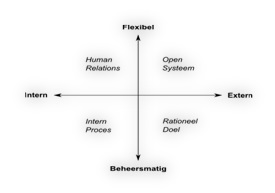 Flexibel
Human
Relations
Open
Systeem
Intern
Extern
Intern
Proces
Rationeel
Doel
Beheersmatig